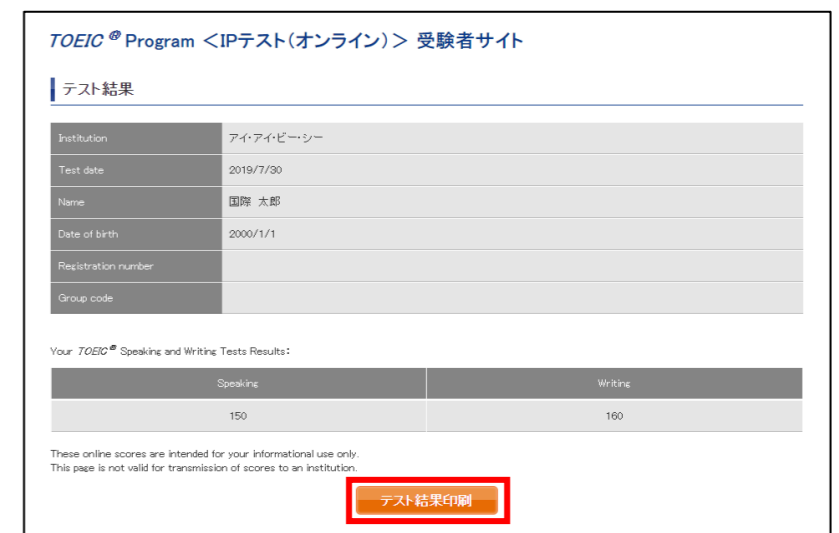 TOEIC ® Program ＜IPテスト(オンライン)＞ 受験者サイト
テスト結果
Institution アイ・アイ・ビー・シー
Test date 2019/7/30
Name 国際 太郎
Date of birth 2000/1/1
Registration number
Group code
Your TOEIC® Speaking and Writing Tests Results:
Speaking Writing
150 160
These online scores are intended for your informational use only.
This page is not valid for transmission of scores to an institution.
テスト結果印刷